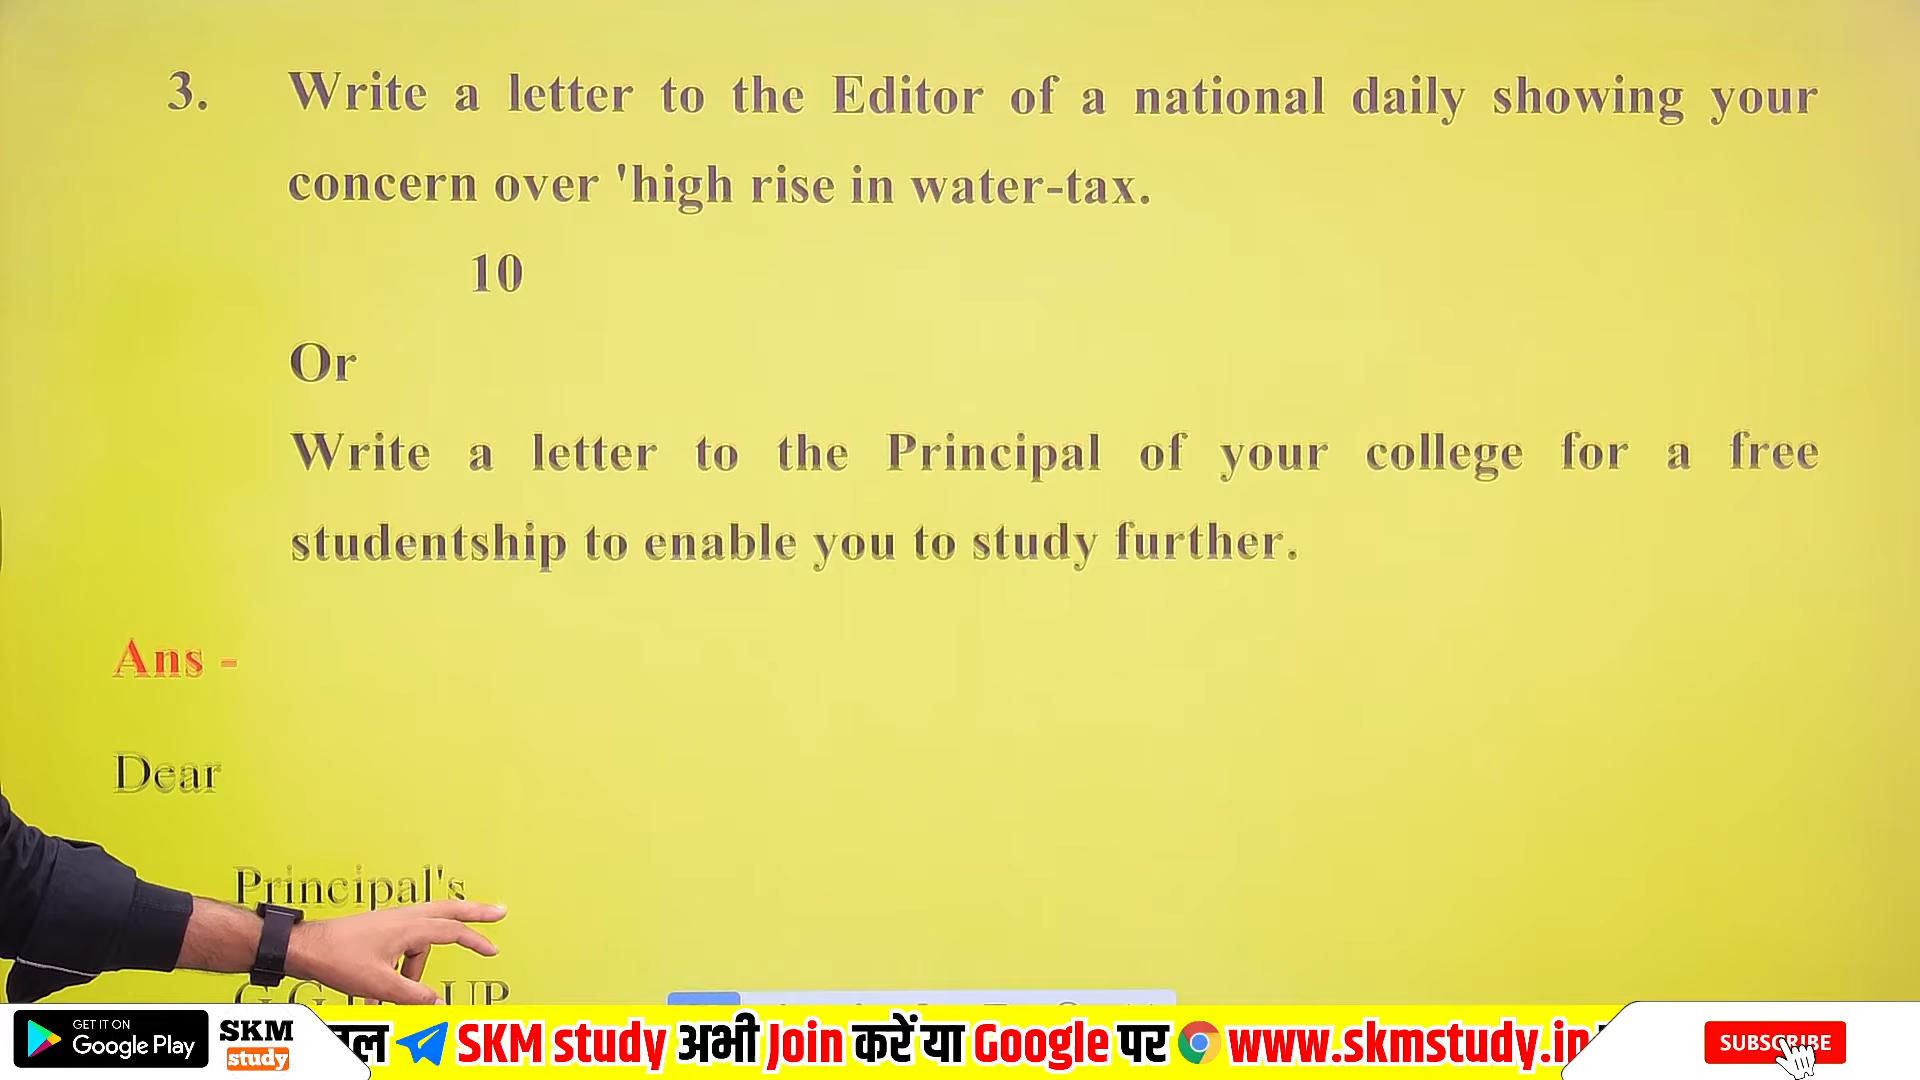 3. Write a letter to the Editor of a national daily showing your
concern over 'high rise in water-tax.
10
Or
Write a letter to the Principal of your college for a free
studentship to enable you to study further.
Ans -
Dear
Principal's
UP
GET IT ON
Google Play
SKM
study
SKM study अभी Join करें या Google पर www.skmstudy.in
SUBSCRIBE